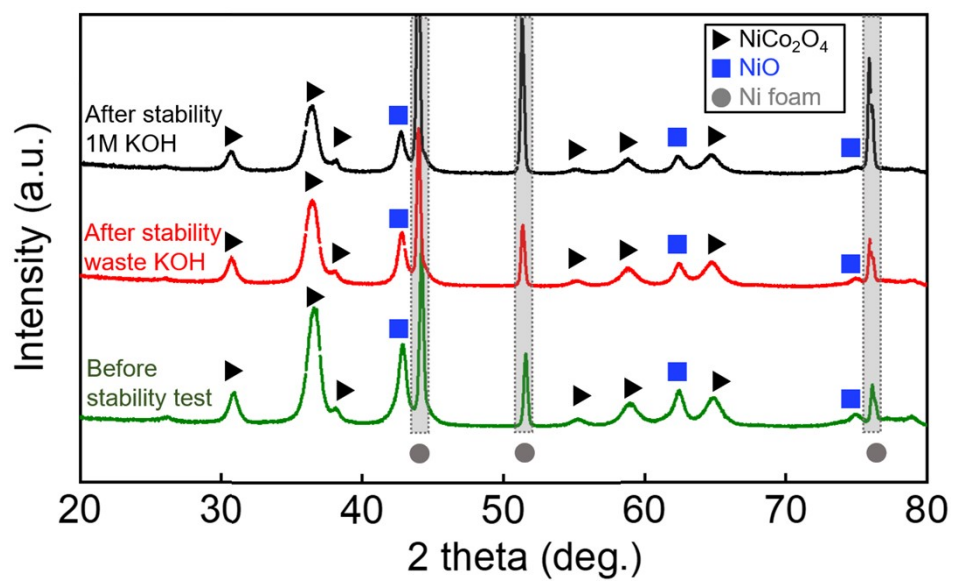 NiCo₂O₄
NiO
Ni foam
After stability
1M KOH
After stability
waste KOH
Before
stability test
Intensity (a.u.)
20 30 40 50 60 70 80
2 theta (deg.)